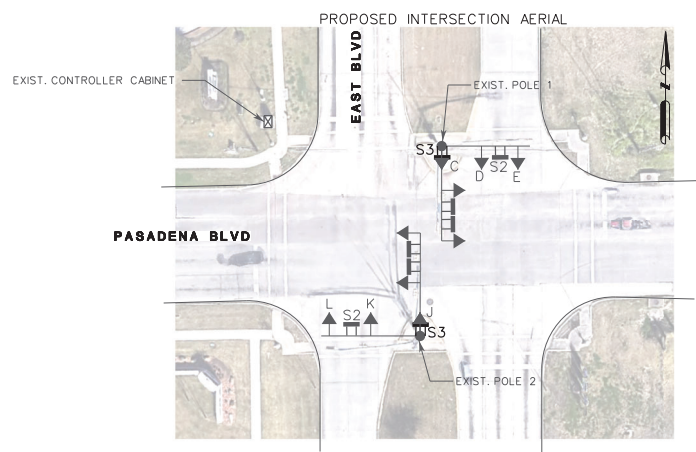 PROPOSED INTERSECTION AERIAL
EAST BLVD
EXIST. CONTROLLER CABINET
EXIST. POLE 1
S3
C
D
S2
E
PASADENA BLVD
L
S2
K
J
S3
EXIST. POLE 2